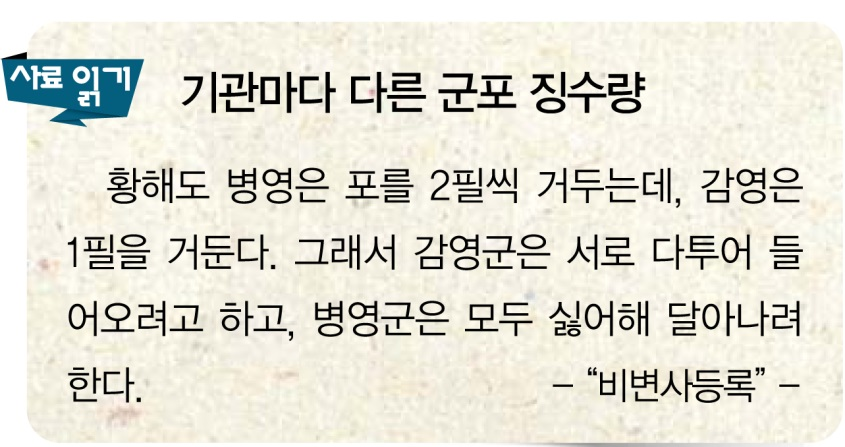 사료 읽기
기관마다 다른 군포 징수량
황해도 병영은 포를 2필씩 거두는데, 감영은
1필을 거둔다. 그래서 감영군은 서로 다투어 들
어오려고 하고, 병영군은 모두 싫어해 달아나려
한다. – “비변사등록” –